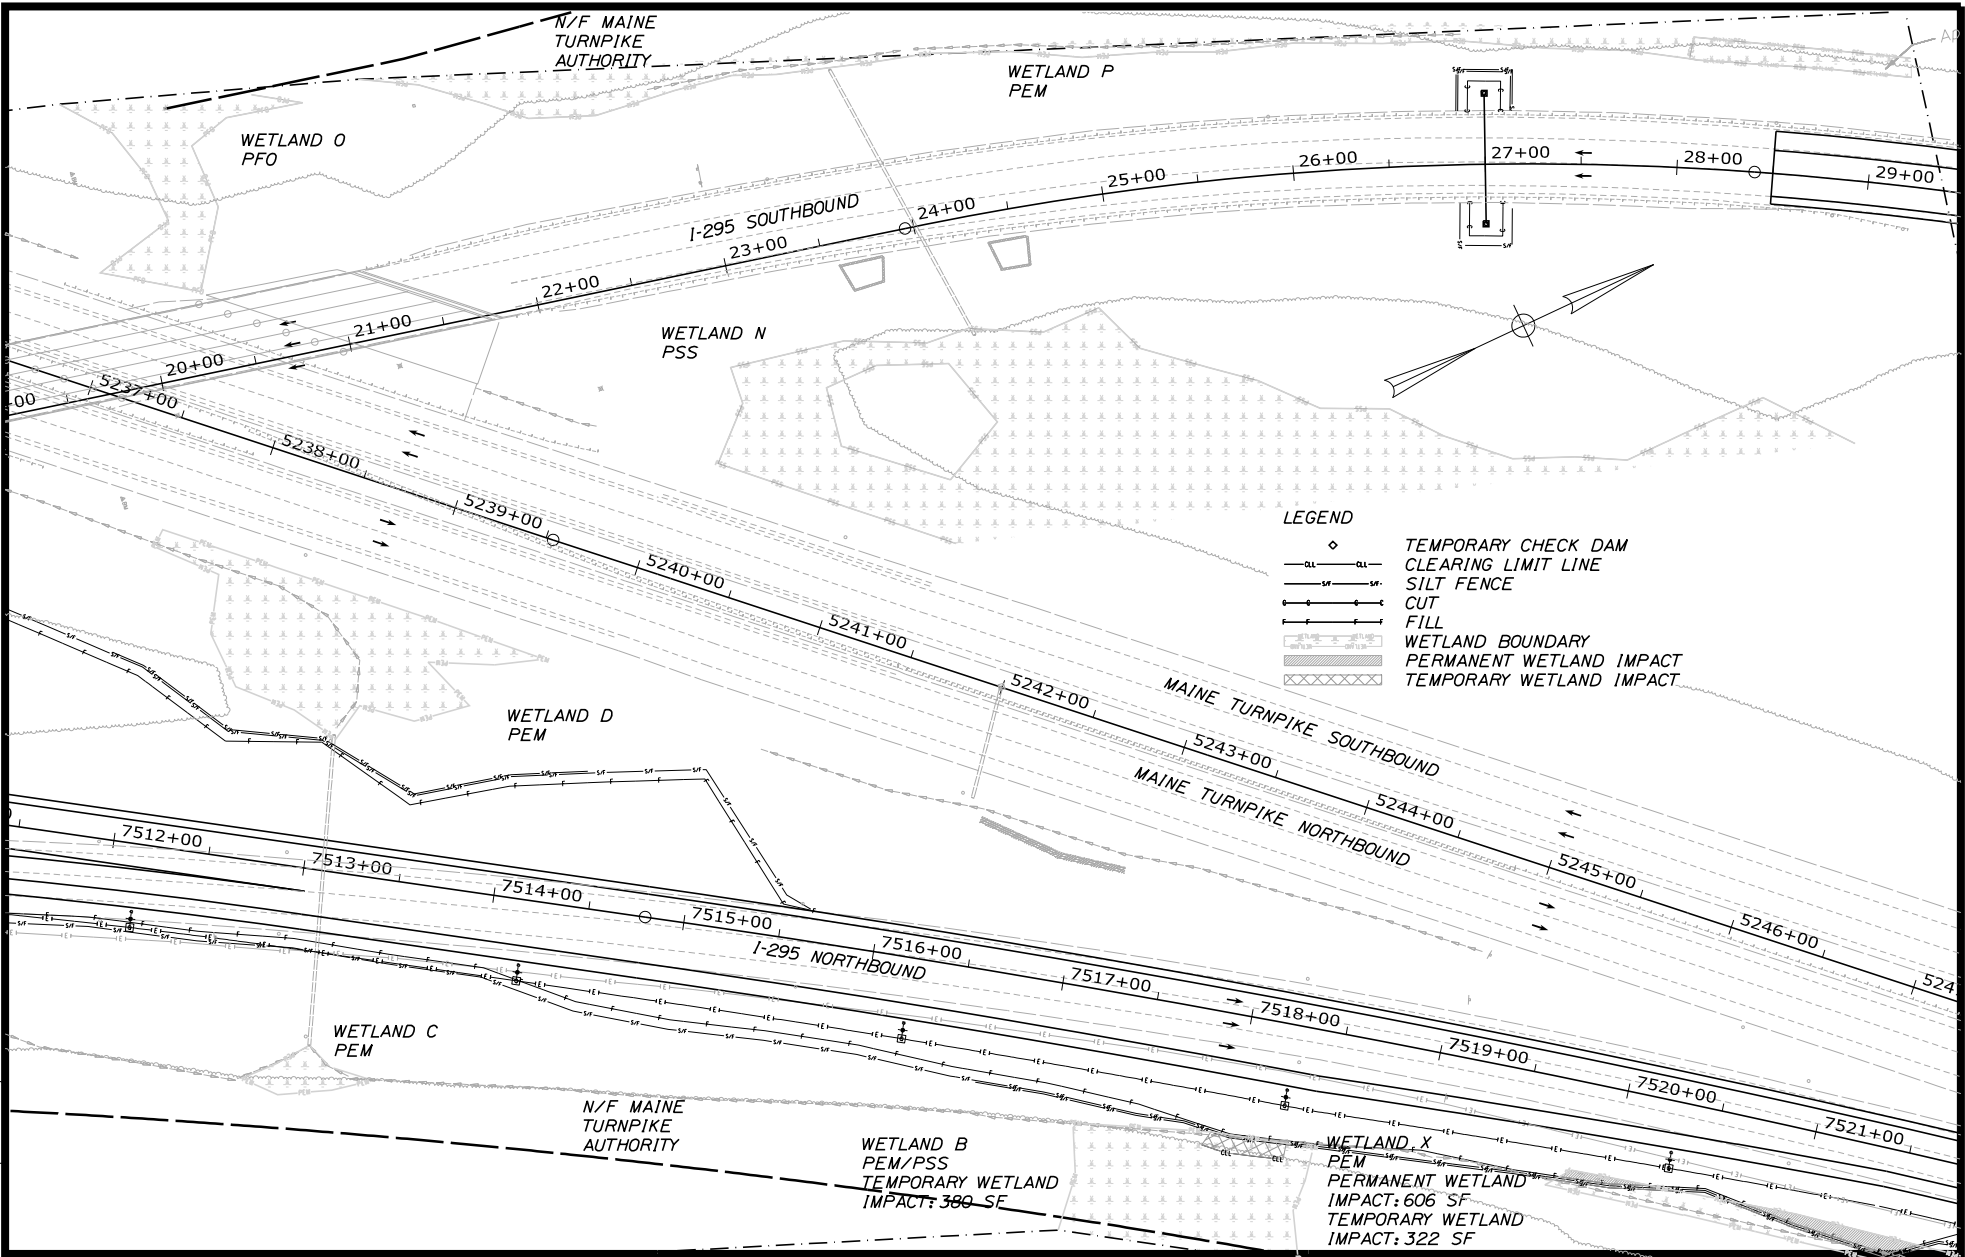 N/F MAINE
TURNPIKE
AUTHORITY
WETLAND P
PEM
WETLAND O
PFO
I-295 SOUTHBOUND
20+00
21+00
22+00
23+00
24+00
25+00
26+00
27+00
28+00
29+00
WETLAND N
PSS
5237+00
5238+00
5239+00
5240+00
5241+00
5242+00
5243+00
5244+00
5245+00
5246+00
LEGEND
TEMPORARY CHECK DAM
CLEARING LIMIT LINE
SILT FENCE
CUT
FILL
WETLAND BOUNDARY
PERMANENT WETLAND IMPACT
TEMPORARY WETLAND IMPACT
MAINE TURNPIKE SOUTHBOUND
MAINE TURNPIKE NORTHBOUND
WETLAND D
PEM
7512+00
7513+00
7514+00
7515+00
7516+00
7517+00
7518+00
7519+00
7520+00
7521+00
I-295 NORTHBOUND
WETLAND C
PEM
N/F MAINE
TURNPIKE
AUTHORITY
WETLAND B
PEM/PSS
TEMPORARY WETLAND
IMPACT: 380 SF
WETLAND X
PEM
PERMANENT WETLAND
IMPACT: 606 SF
TEMPORARY WETLAND
IMPACT: 322 SF